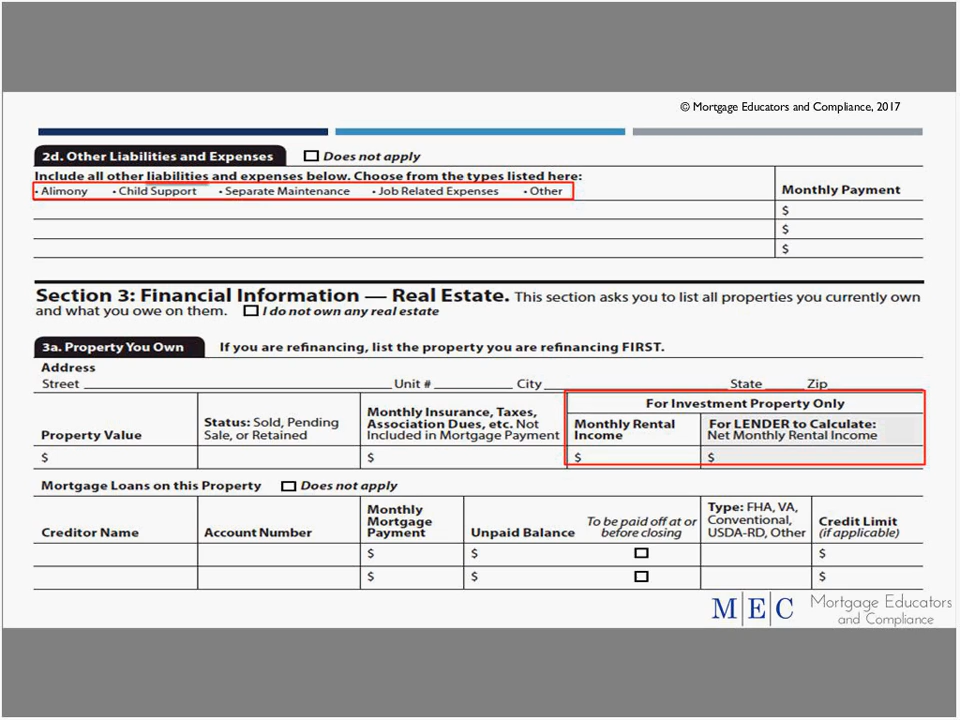 © Mortgage Educators and Compliance, 2017
2d. Other Liabilities and Expenses   Does not apply
Include all other liabilities and expenses below. Choose from the types listed here:
• Alimony   • Child Support   • Separate Maintenance   • Job Related Expenses   • Other
Monthly Payment
$
$
$
Section 3: Financial Information — Real Estate. This section asks you to list all properties you currently own
and what you owe on them.   I do not own any real estate
3a. Property You Own   If you are refinancing, list the property you are refinancing FIRST.
Address
Street   Unit #   City   State   Zip
For Investment Property Only
Property Value
Status: Sold, Pending
Sale, or Retained
Monthly Insurance, Taxes,
Association Dues, etc. Not
Included in Mortgage Payment
Monthly Rental
Income
For LENDER to Calculate:
Net Monthly Rental Income
$   $   $   $
Mortgage Loans on this Property   Does not apply
Creditor Name
Account Number
Monthly
Mortgage
Payment
Unpaid Balance
To be paid off at or
before closing
Type: FHA, VA,
Conventional,
USDA-RD, Other
Credit Limit
(if applicable)
$   $   $
$   $   $
MEC
Mortgage Educators
and Compliance